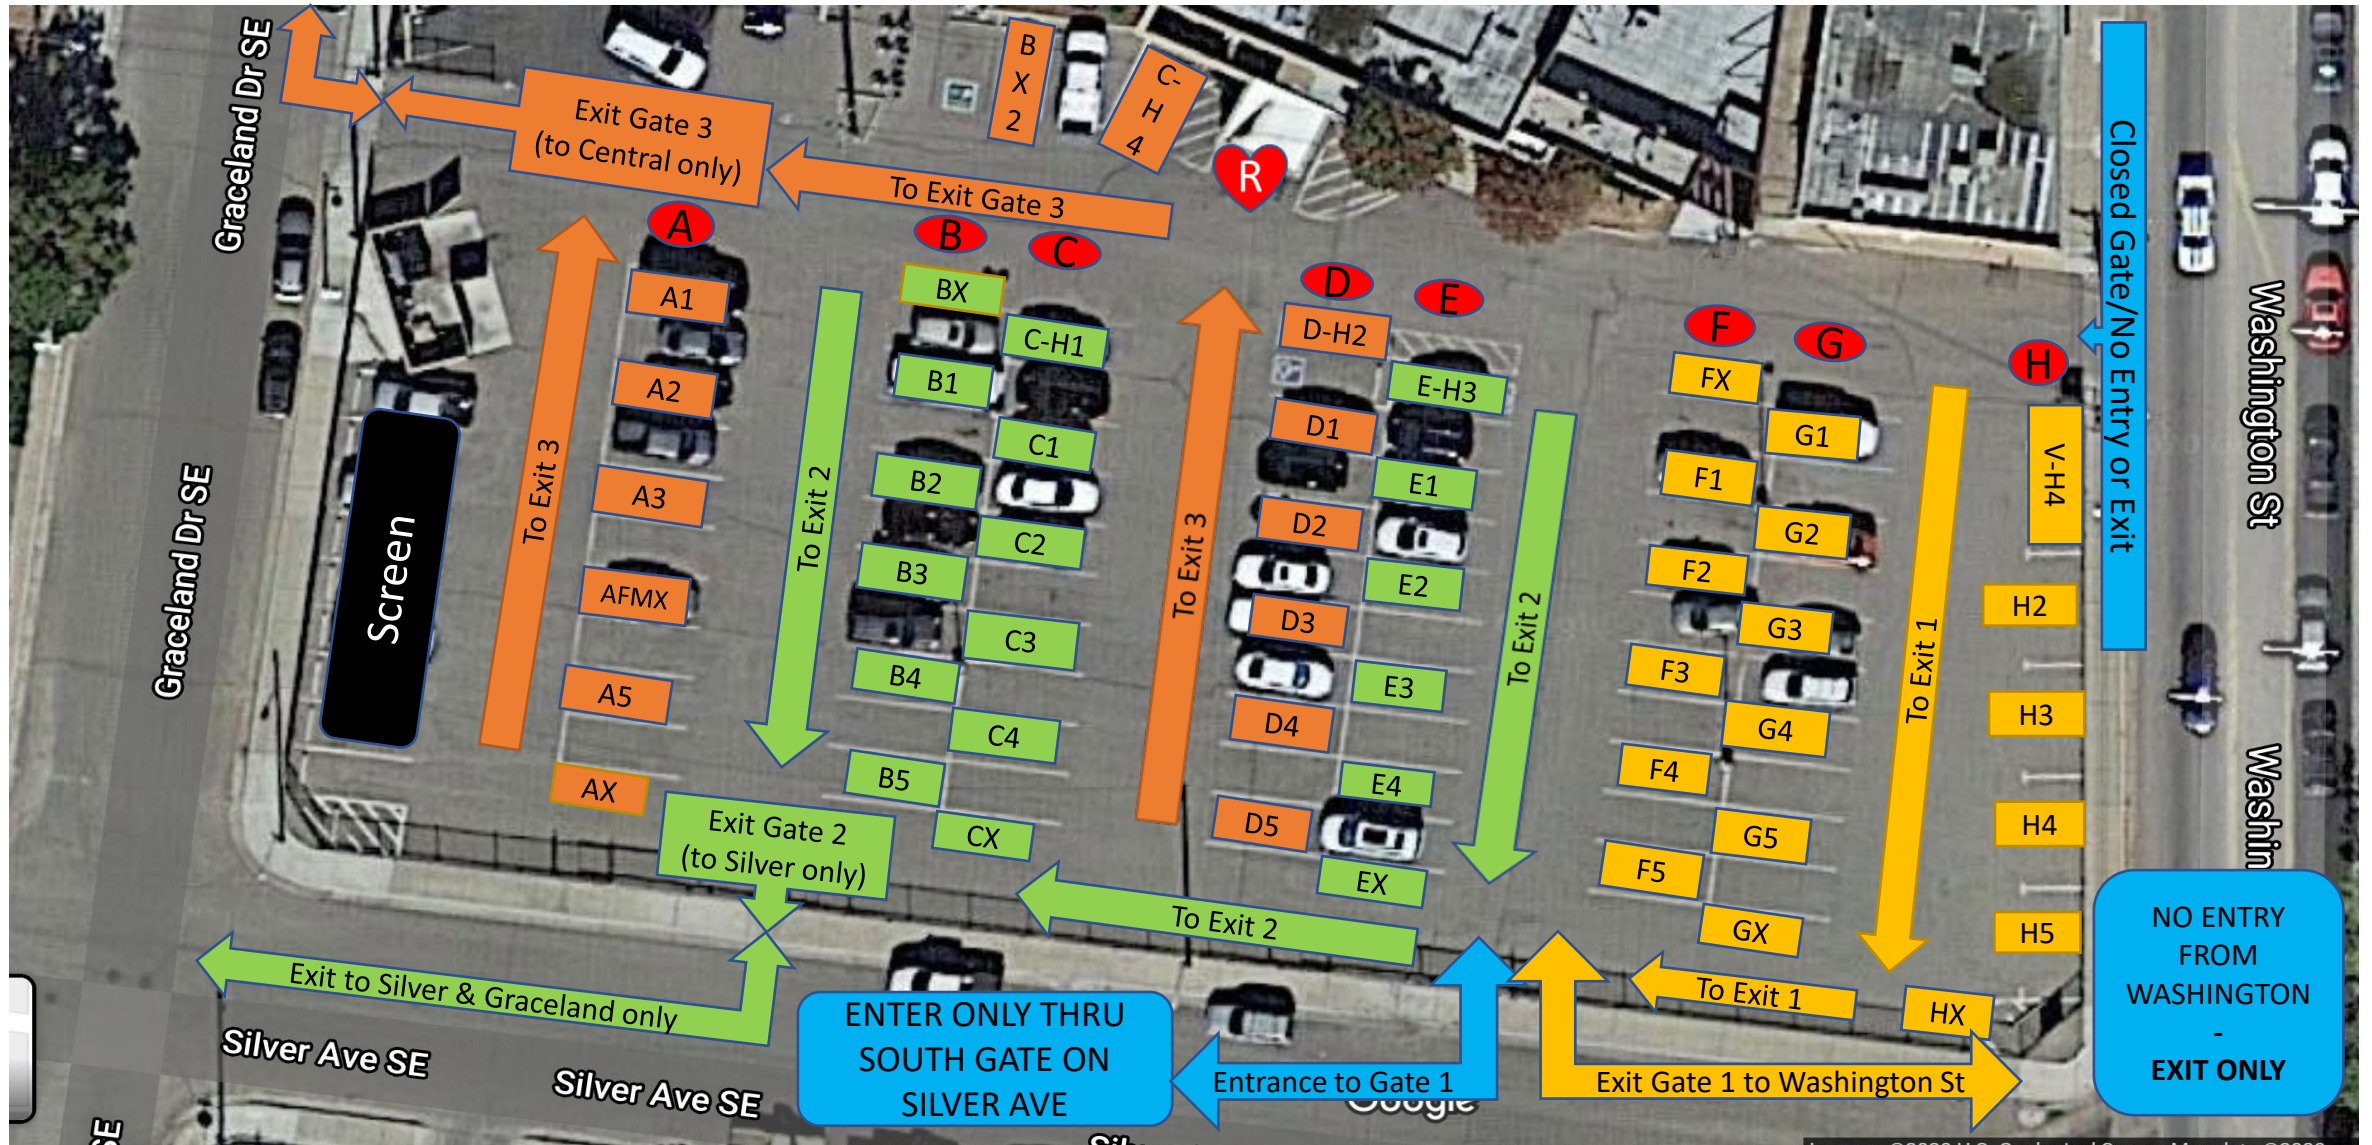 Graceland Dr SE
Exit Gate 3
(to Central only)
To Exit Gate 3
B
X
2
C-
H
4
R
Closed Gate/No Entry or Exit
Washington St
A
B
C
D
E
F
G
H
A1
A2
A3
AFMX
A5
AX
To Exit 3
Screen
Graceland Dr SE
To Exit 2
BX
B1
B2
B3
B4
B5
C-H1
C1
C2
C3
C4
CX
To Exit 3
D-H2
D1
D2
D3
D4
D5
E-H3
E1
E2
E3
E4
EX
To Exit 2
FX
F1
F2
F3
F4
F5
G1
G2
G3
G4
G5
GX
To Exit 1
V-H4
H2
H3
H4
H5
HX
Exit Gate 2
(to Silver only)
To Exit 2
To Exit 1
Exit to Silver & Graceland only
Silver Ave SE
Silver Ave SE
ENTER ONLY THRU
SOUTH GATE ON
SILVER AVE
Entrance to Gate 1
Exit Gate 1 to Washington St
Google
Washin
NO ENTRY
FROM
WASHINGTON
-
EXIT ONLY
SE